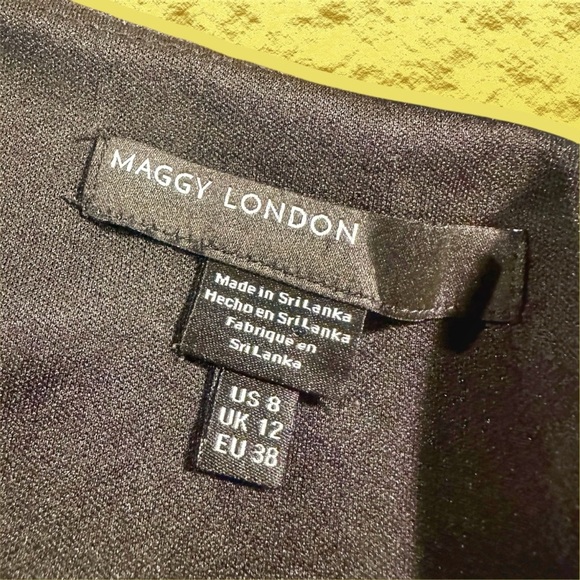 MAGGY LONDON
Made in Sri Lanka
Hecho en Sri Lanka
Fabriqué en
Sri Lanka
US 8
UK 12
EU 38